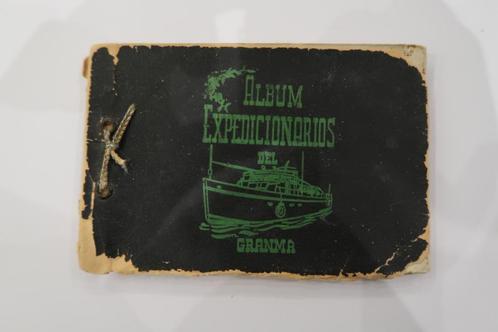 ALBUM
EXPEDICIONARIOS
DEL
GRANMA